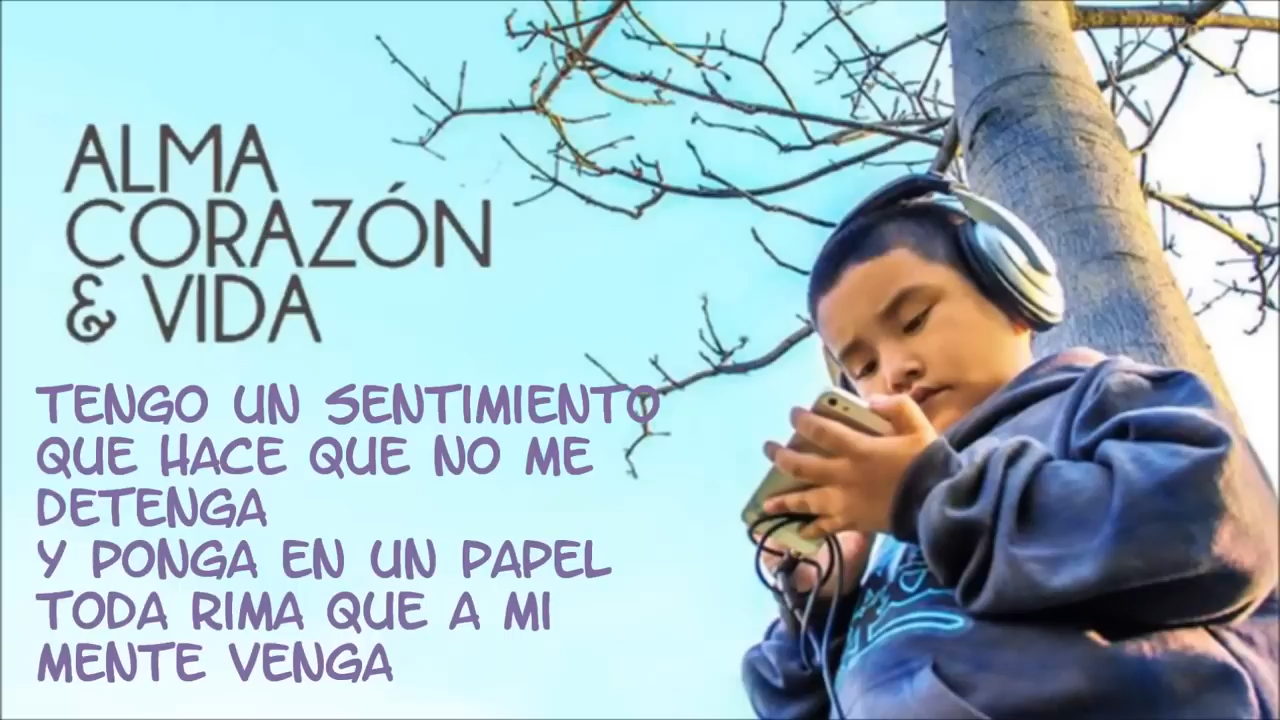 ALMA
CORAZÓN
& VIDA
TENGO UN SENTIMIENTO
QUE HACE QUE NO ME
DETENGA
Y PONGA EN UN PAPEL
TODA RIMA QUE A MI
MENTE VENGA